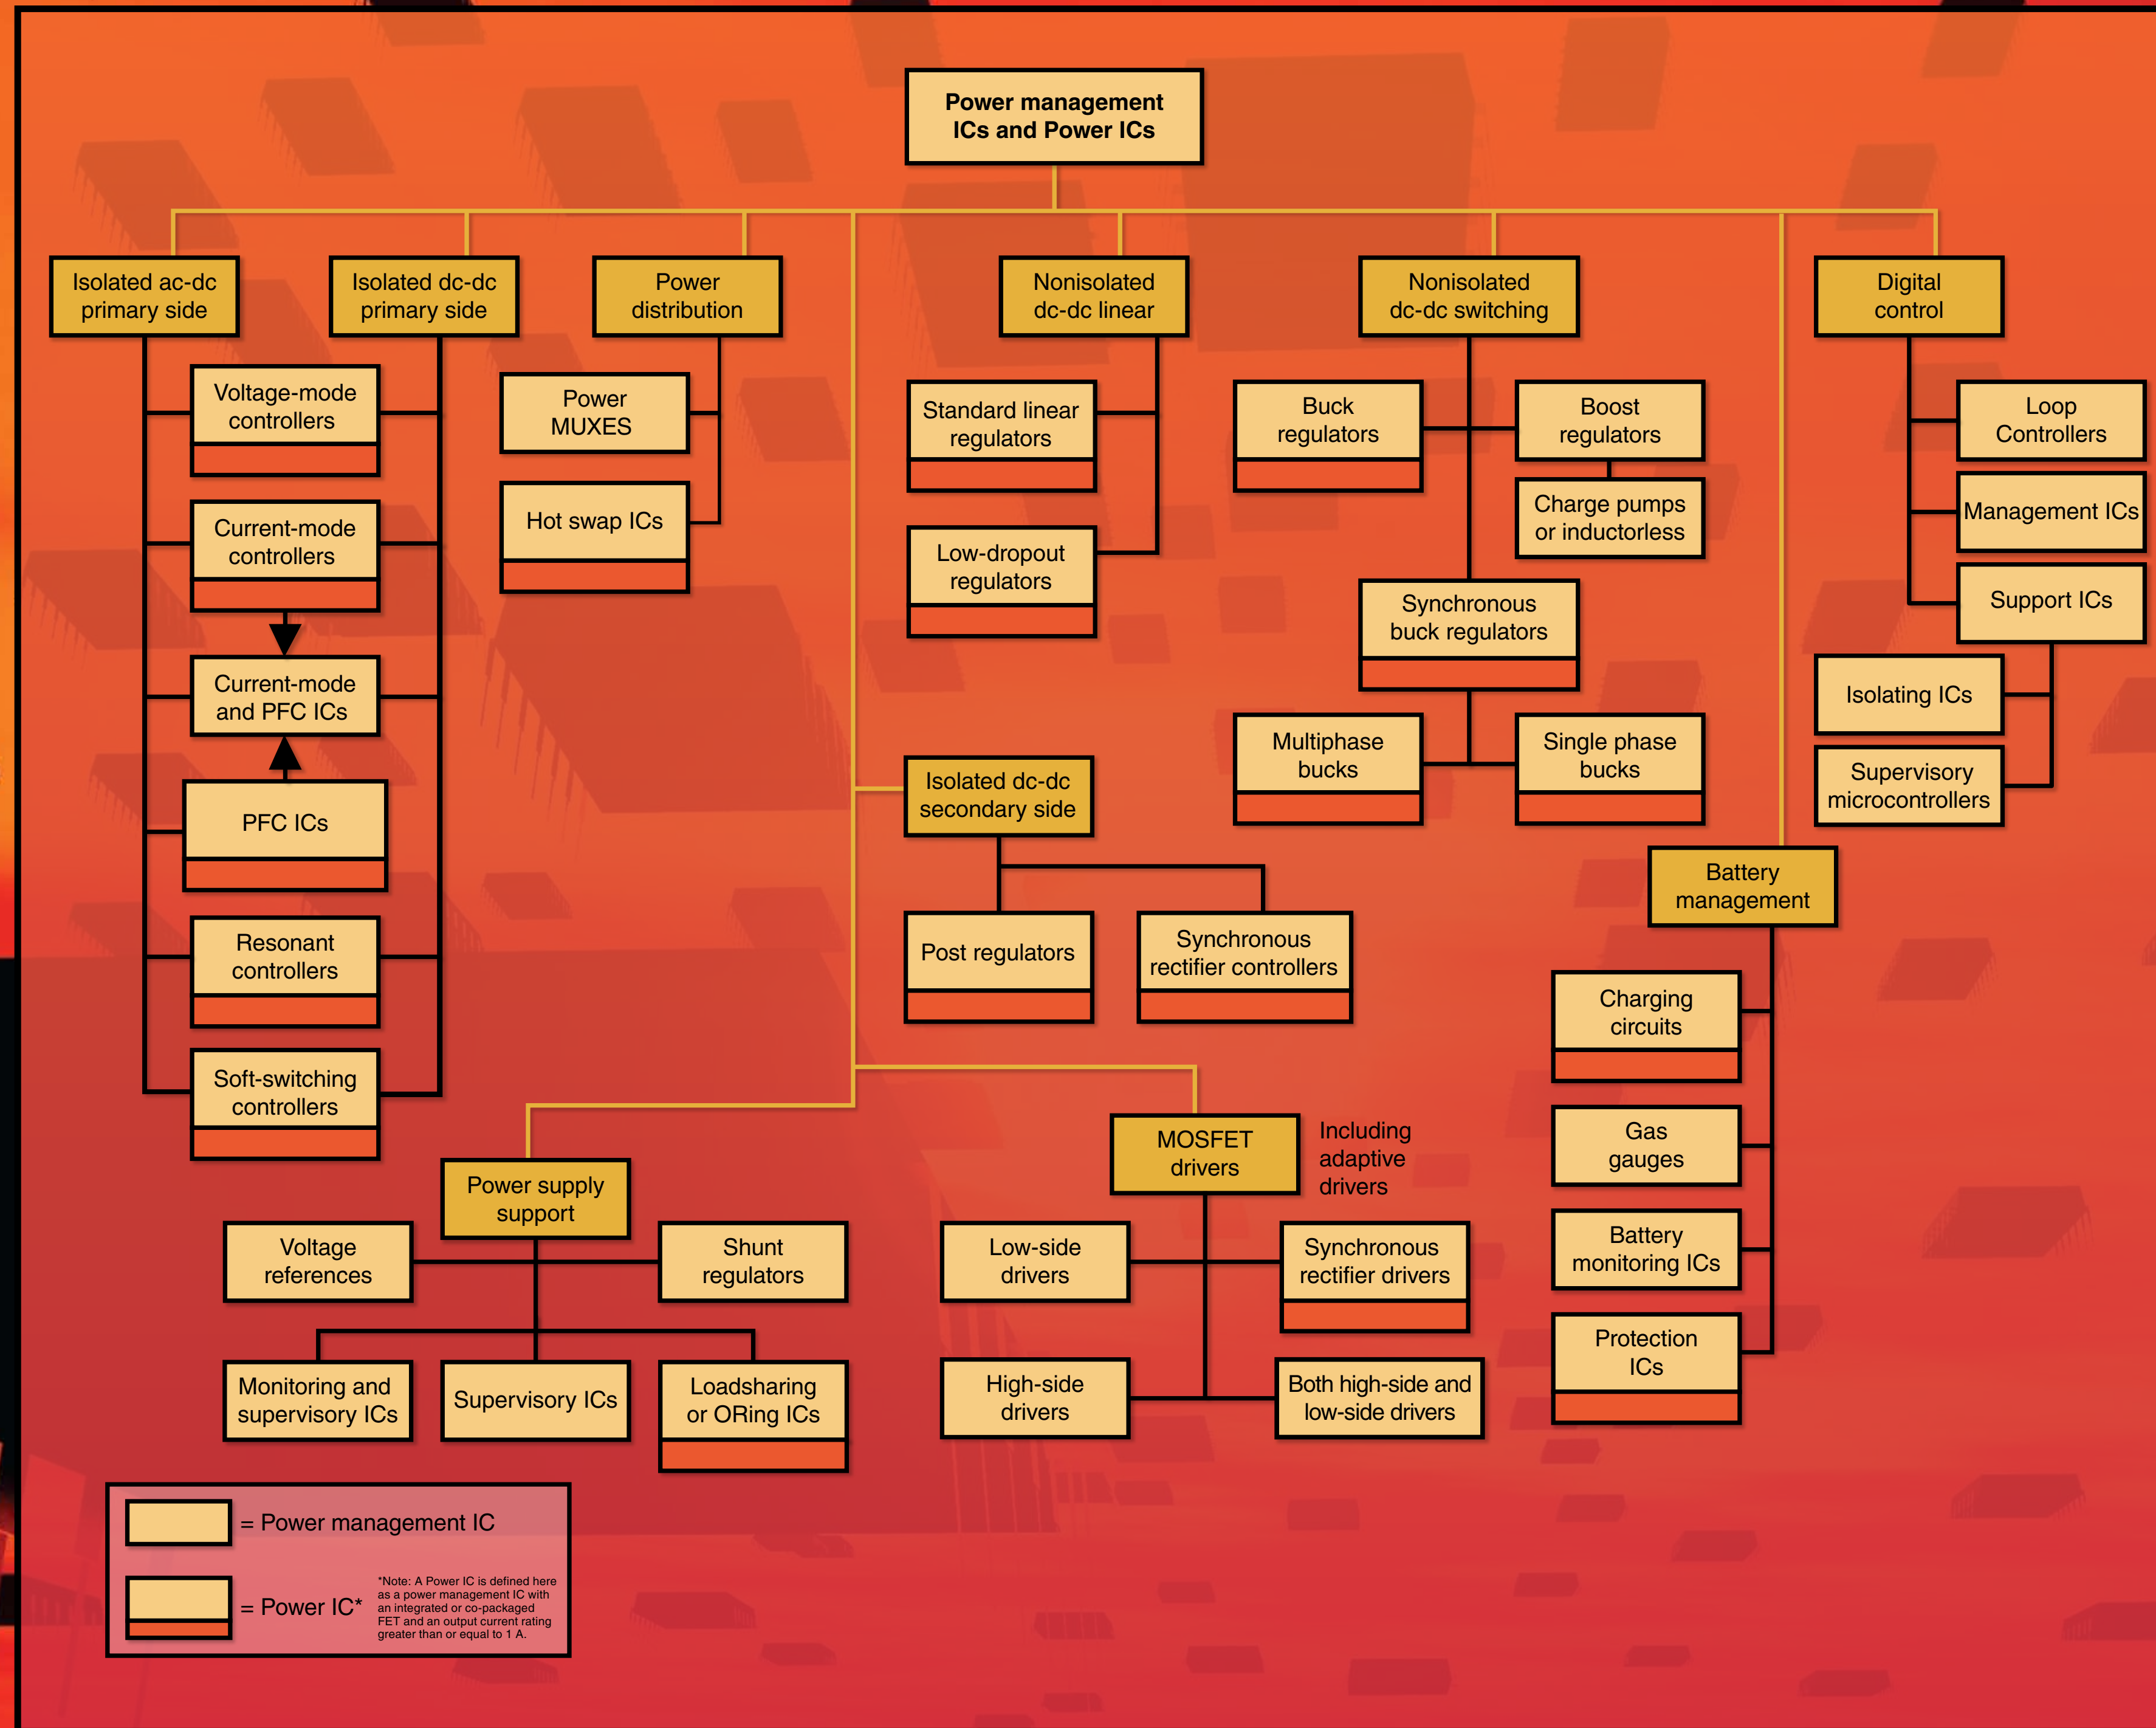 Power management
ICs and Power ICs
Isolated ac-dc
primary side
Isolated dc-dc
primary side
Power
distribution
Nonisolated
dc-dc linear
Nonisolated
dc-dc switching
Digital
control
Voltage-mode
controllers
Current-mode
controllers
Current-mode
and PFC ICs
PFC ICs
Resonant
controllers
Soft-switching
controllers
Power
MUXES
Hot swap ICs
Standard linear
regulators
Low-dropout
regulators
Buck
regulators
Boost
regulators
Charge pumps
or inductorless
Synchronous
buck regulators
Multiphase
bucks
Single phase
bucks
Loop
Controllers
Management ICs
Support ICs
Isolating ICs
Supervisory
microcontrollers
Isolated dc-dc
secondary side
Post regulators
Synchronous
rectifier controllers
Battery
management
Charging
circuits
Gas
gauges
Battery
monitoring ICs
Protection
ICs
Power supply
support
Voltage
references
Shunt
regulators
Monitoring and
supervisory ICs
Supervisory ICs
Loadsharing
or ORing ICs
MOSFET
drivers
Including
adaptive
drivers
Low-side
drivers
Synchronous
rectifier drivers
High-side
drivers
Both high-side and
low-side drivers
= Power management IC
= Power IC*
*Note: A Power IC is defined here
as a power management IC with
an integrated or co-packaged
FET and an output current rating
greater than or equal to 1 A.